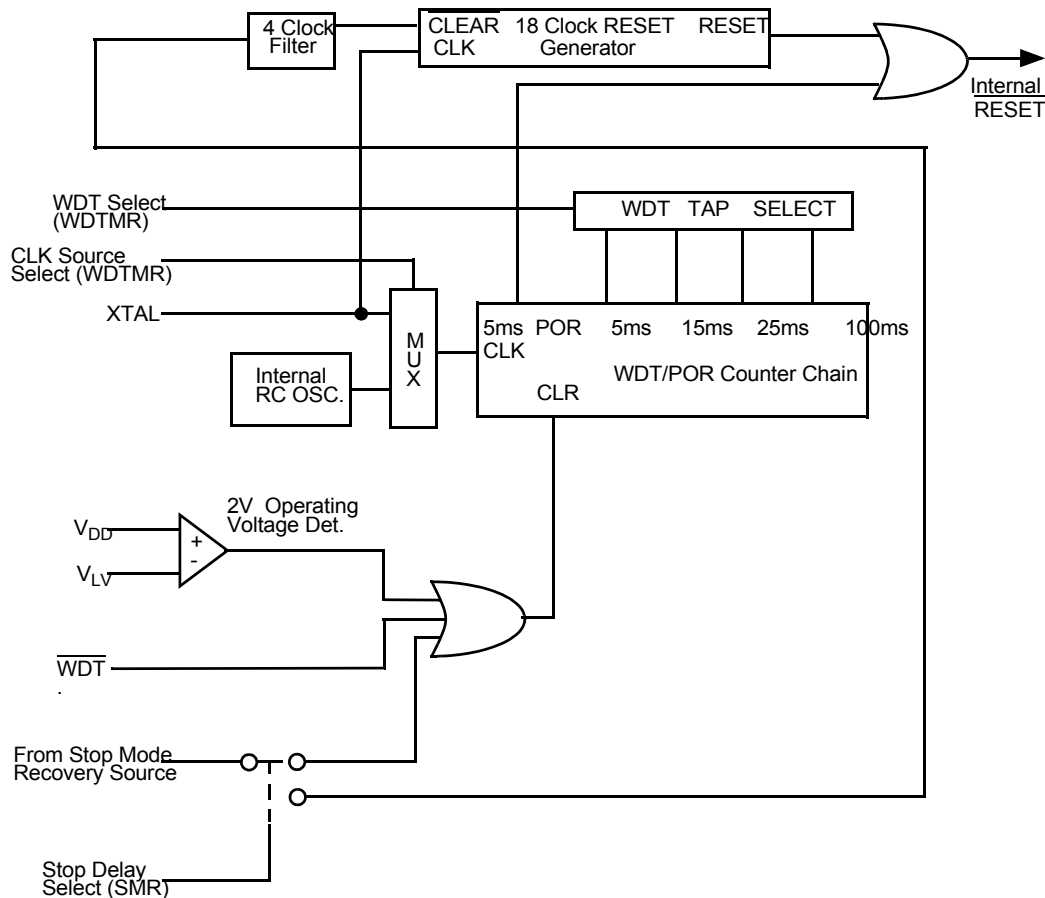 4 Clock
Filter
CLEAR 18 Clock RESET RESET
CLK Generator
Internal
RESET
WDT Select
(WDTMR)
WDT TAP SELECT
CLK Source
Select (WDTMR)
XTAL
M
U
X
5ms POR 5ms 15ms 25ms 100ms
CLK
WDT/POR Counter Chain
CLR
Internal
RC OSC.
2V Operating
Voltage Det.
VDD
+
-
VLV
WDT
.
From Stop Mode
Recovery Source
Stop Delay
Select (SMR)